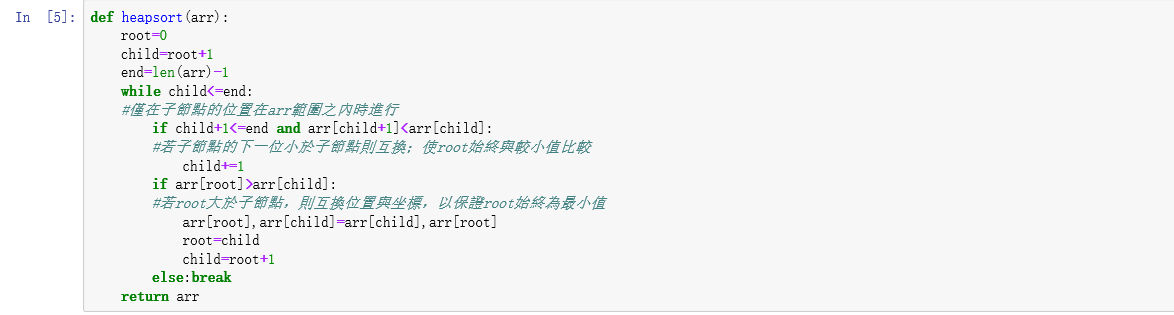 In [5]: def heapsort(arr):
root=0
child=root+1
end=len(arr)-1
while child<=end:
#僅在子節點的位置在arr範圍之內時進行
if child+1<=end and arr[child+1]<arr[child]:
#若子節點的下一位小於子節點則互換；使root始終與較小值比較
child+=1
if arr[root]>arr[child]:
#若root大於子節點，則互換位置與坐標，以保證root始終為最小值
arr[root],arr[child]=arr[child],arr[root]
root=child
child=root+1
else:break
return arr